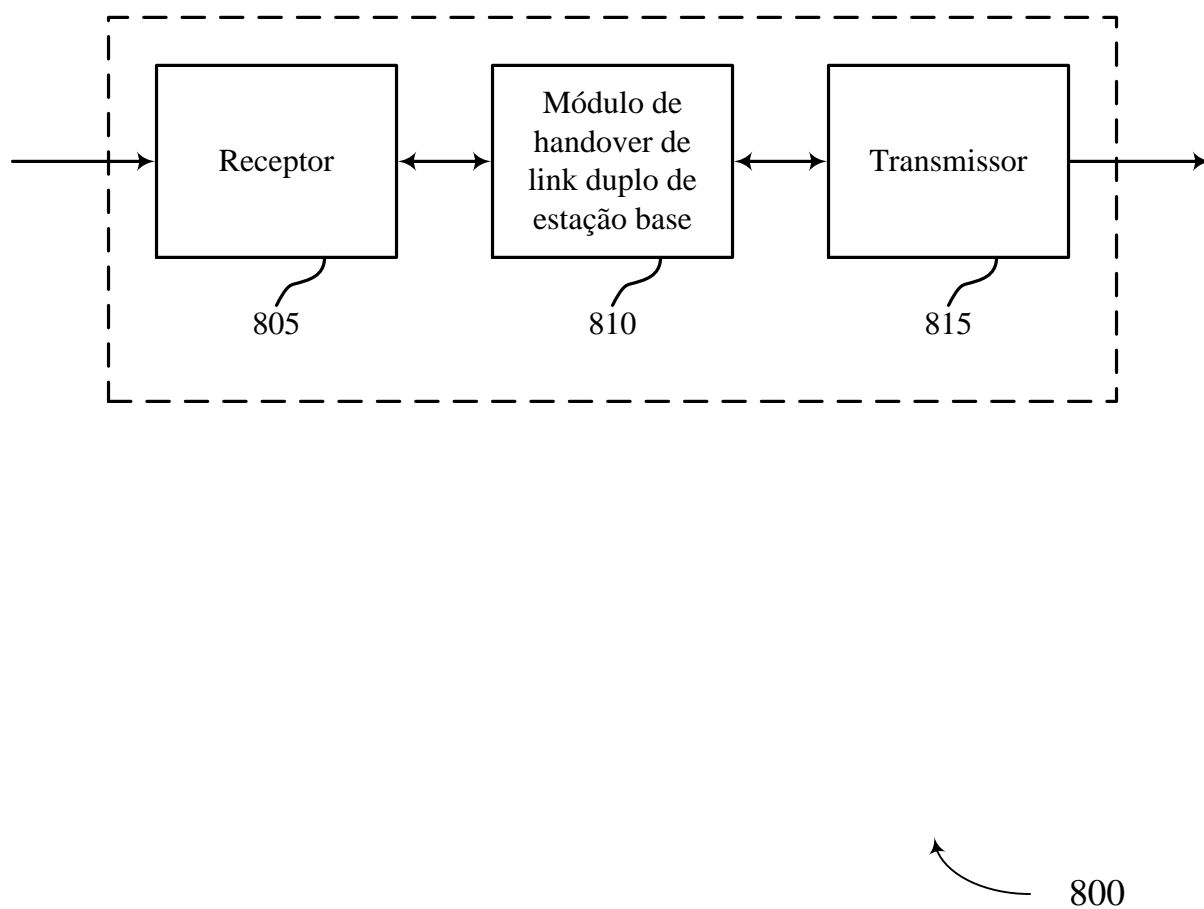 Receptor
Módulo de
handover de
link duplo de
estação base
Transmissor
805
810
815
800